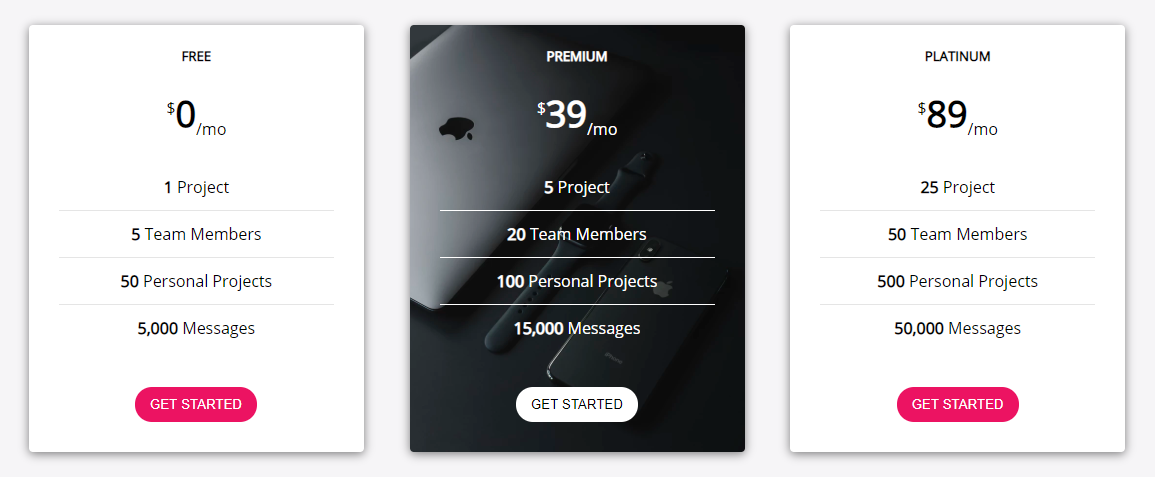 FREE
$0/mo
1 Project
5 Team Members
50 Personal Projects
5,000 Messages
GET STARTED
PREMIUM
$39/mo
5 Project
20 Team Members
100 Personal Projects
15,000 Messages
GET STARTED
PLATINUM
$89/mo
25 Project
50 Team Members
500 Personal Projects
50,000 Messages
GET STARTED